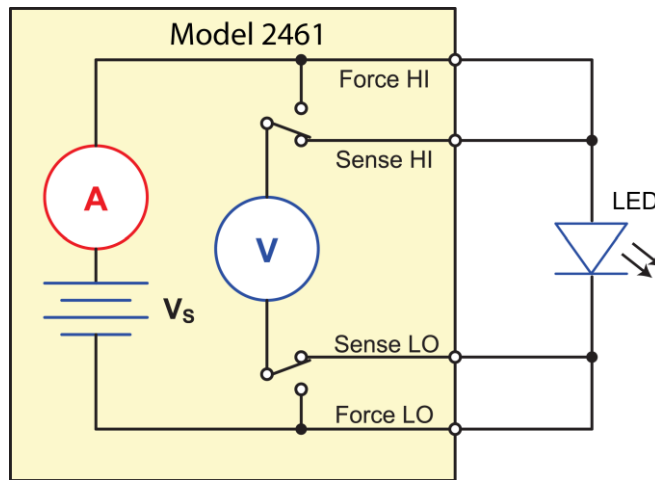 Model 2461
Force HI
Sense HI
LED
A
V
Vs
Sense LO
Force LO